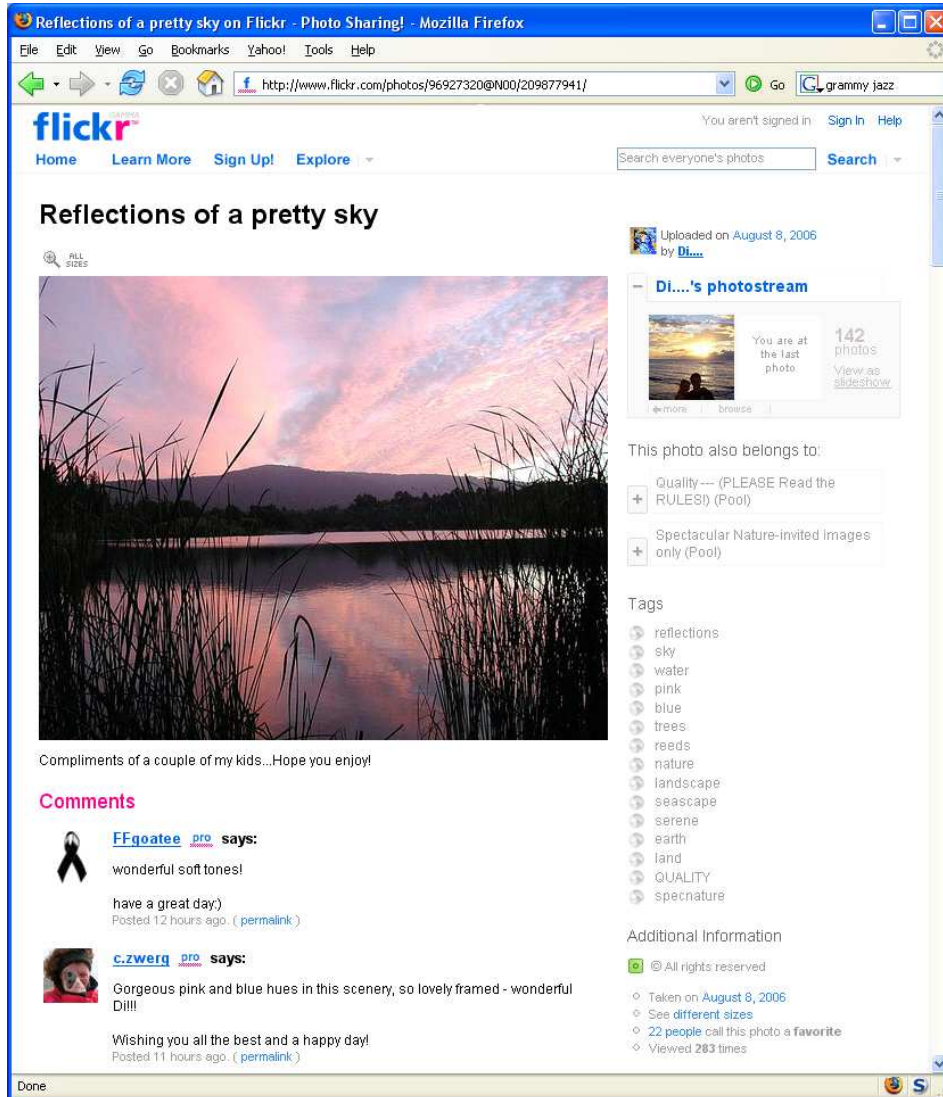 Reflections of a pretty sky on Flickr - Photo Sharing! - Mozilla Firefox
File Edit View Go Bookmarks Yahoo! Tools Help
http://www.flickr.com/photos/96927320@N00/209877941/ Go grammy jazz
flickr GAMMA TM
You aren't signed in Sign In Help
Home Learn More Sign Up! Explore
Search everyone's photos Search
Reflections of a pretty sky
ALL SIZES
Compliments of a couple of my kids...Hope you enjoy!
Comments
FFgoatee pro says:
wonderful soft tones!
have a great day:)
Posted 12 hours ago. ( permalink )
c.zwerg pro says:
Gorgeous pink and blue hues in this scenery, so lovely framed - wonderful
Di!!!
Wishing you all the best and a happy day!
Posted 11 hours ago. ( permalink )
Uploaded on August 8, 2006
by Di....
Di....'s photostream
You are at
the last
photo
142
photos
View as
slideshow
more browse
This photo also belongs to:
Quality --- (PLEASE Read the
RULES!) (Pool)
Spectacular Nature-invited images
only (Pool)
Tags
reflections
sky
water
pink
blue
trees
reeds
nature
landscape
seascape
serene
earth
land
QUALITY
specnature
Additional Information
© All rights reserved
Taken on August 8, 2006
See different sizes
22 people call this photo a favorite
Viewed 283 times
Done